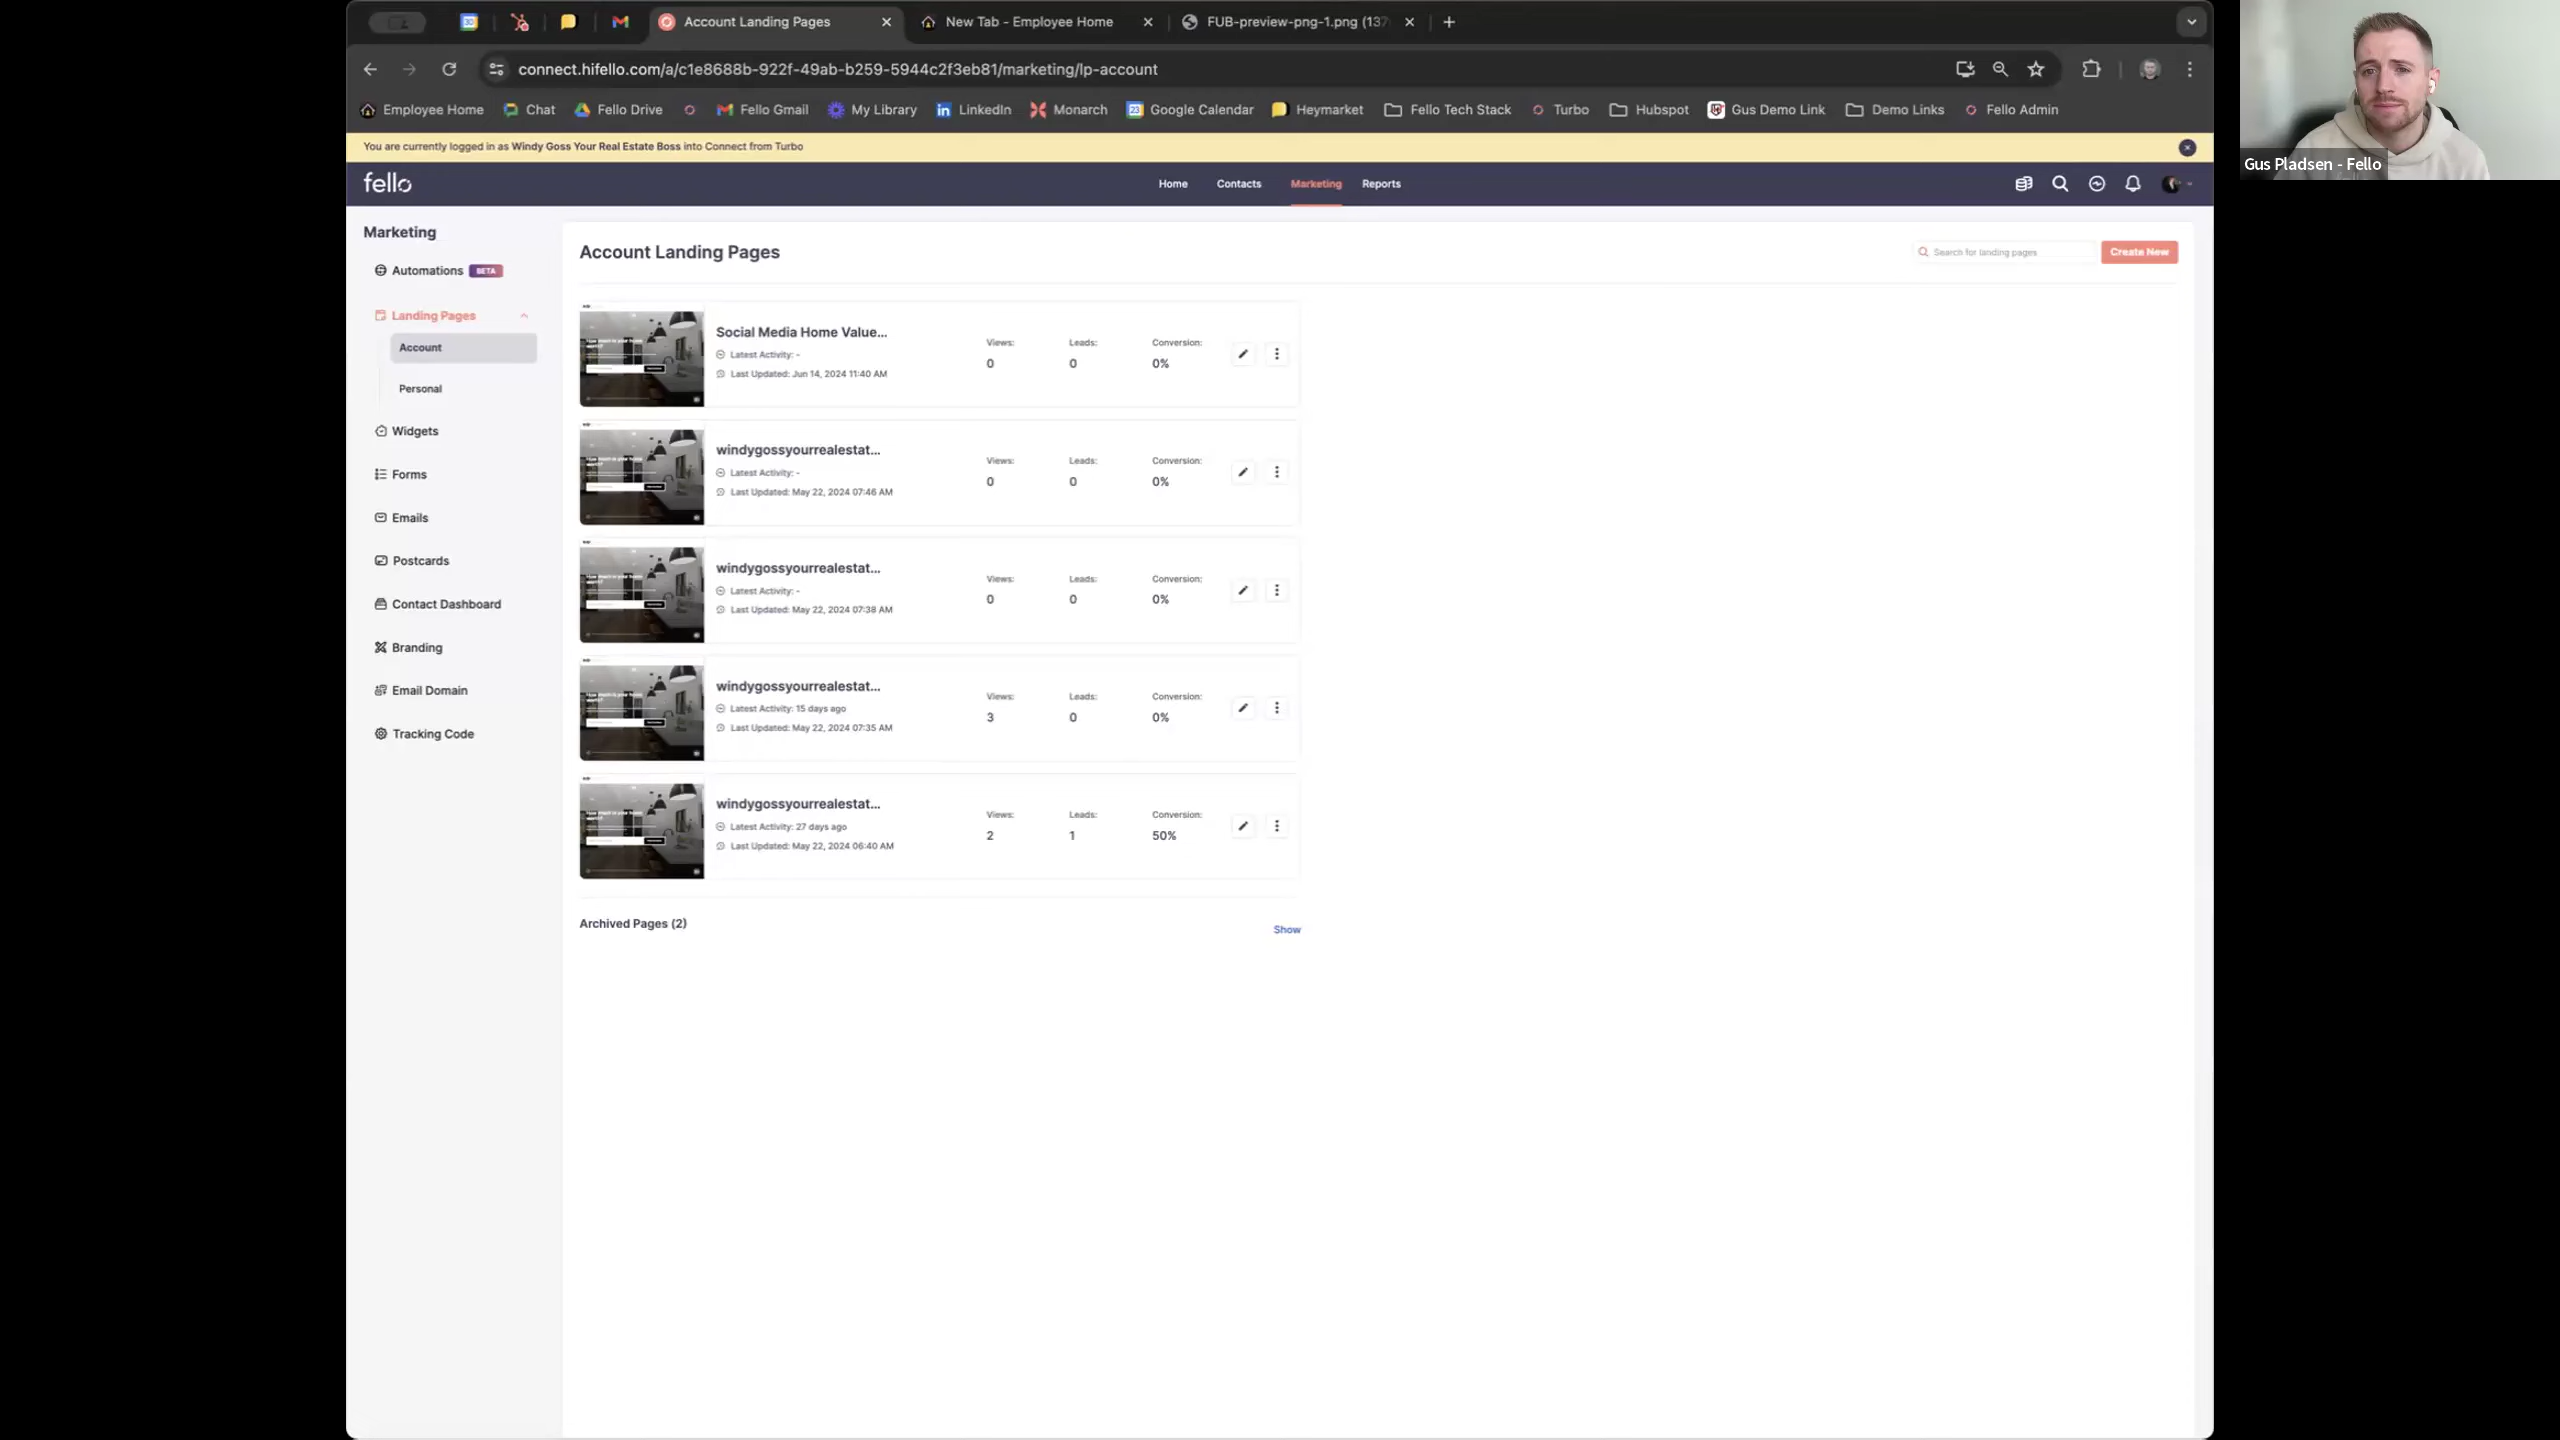 Account Landing Pages
New Tab - Employee Home
FUB-preview-png-1.png (137
connect.hifello.com/a/c1e8688b-922f-49ab-b259-5944c2f3eb81/marketing/lp-account
Employee Home
Chat
Fello Drive
Fello Gmail
My Library
LinkedIn
Monarch
Google Calendar
Heymarket
Fello Tech Stack
Turbo
Hubspot
Gus Demo Link
Demo Links
Fello Admin
You are currently logged in as Windy Goss Your Real Estate Boss into Connect from Turbo
fello
Home
Contacts
Marketing
Reports
Gus Pladsen - Fello
Marketing
Automations BETA
Landing Pages
Account
Personal
Widgets
Forms
Emails
Postcards
Contact Dashboard
Branding
Email Domain
Tracking Code
Account Landing Pages
Search for landing pages
Create New
Social Media Home Value...
Latest Activity: -
Last Updated: Jun 14, 2024 11:40 AM
Views: Leads: Conversion:
0 0 0%
windygossyourrealestat...
Latest Activity: -
Last Updated: May 22, 2024 07:46 AM
Views: Leads: Conversion:
0 0 0%
windygossyourrealestat...
Latest Activity: -
Last Updated: May 22, 2024 07:38 AM
Views: Leads: Conversion:
0 0 0%
windygossyourrealestat...
Latest Activity: 15 days ago
Last Updated: May 22, 2024 07:35 AM
Views: Leads: Conversion:
3 0 0%
windygossyourrealestat...
Latest Activity: 27 days ago
Last Updated: May 22, 2024 06:40 AM
Views: Leads: Conversion:
2 1 50%
Archived Pages (2)
Show